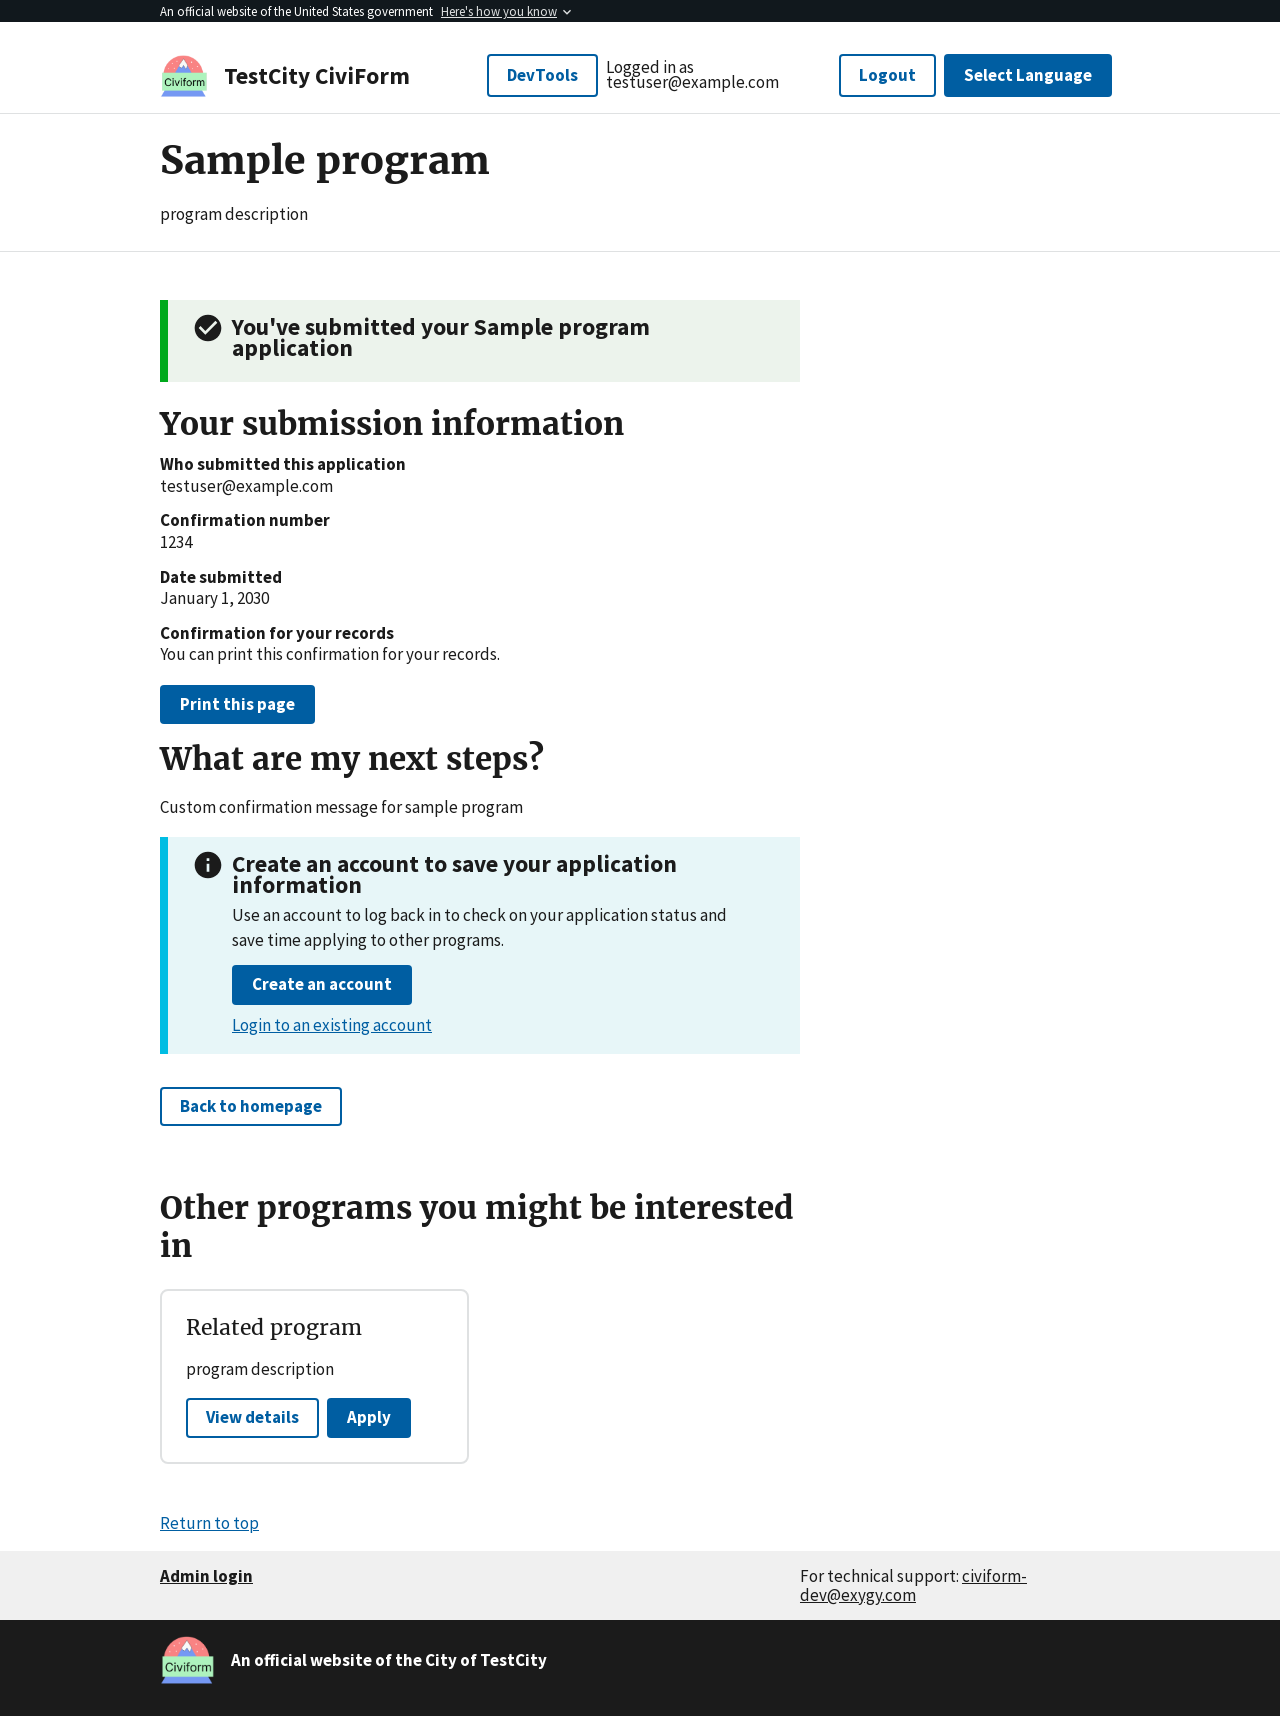 An official website of the United States government Here's how you know
Civiform
TestCity CiviForm
DevTools
Logged in as
testuser@example.com
Logout
Select Language
Sample program
program description
You've submitted your Sample program
application
Your submission information
Who submitted this application
testuser@example.com
Confirmation number
1234
Date submitted
January 1, 2030
Confirmation for your records
You can print this confirmation for your records.
Print this page
What are my next steps?
Custom confirmation message for sample program
Create an account to save your application
information
Use an account to log back in to check on your application status and
save time applying to other programs.
Create an account
Login to an existing account
Back to homepage
Other programs you might be interested
in
Related program
program description
View details
Apply
Return to top
Admin login
For technical support: civiform-
dev@exygy.com
Civiform
An official website of the City of TestCity